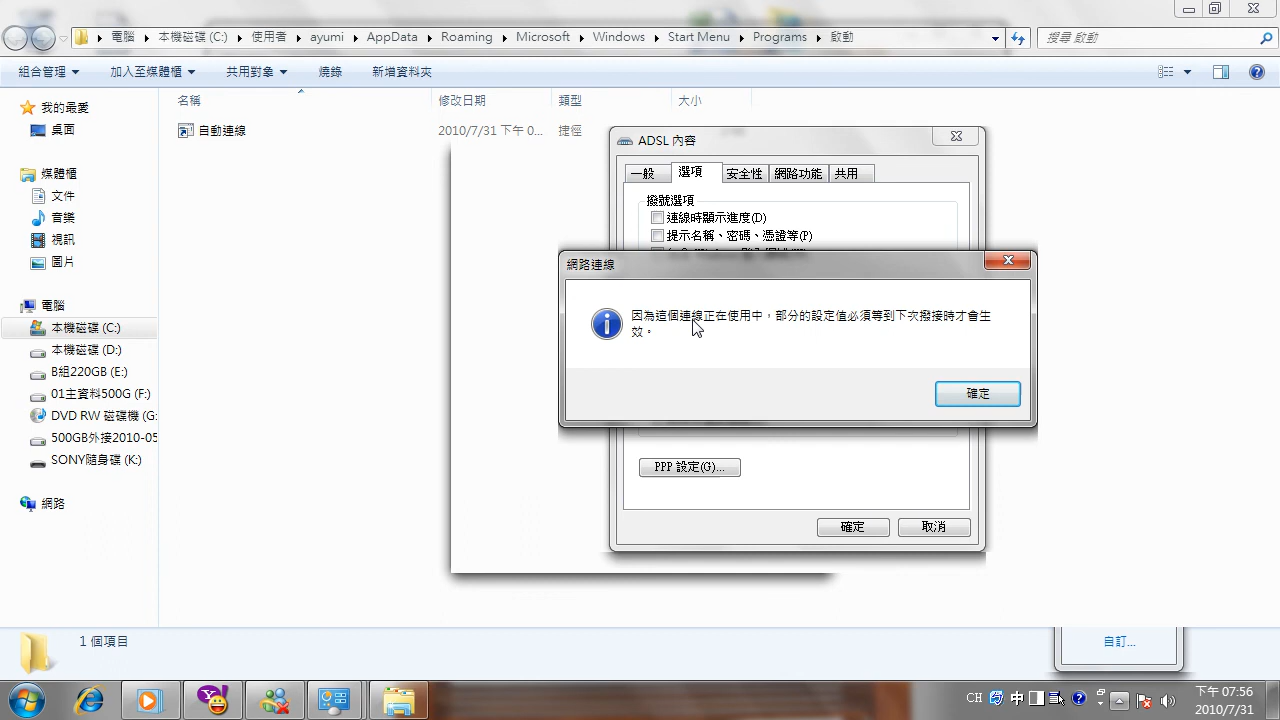 電腦 本機磁碟 (C:) 使用者 ayumi AppData Roaming Microsoft Windows Start Menu Programs 啟動
搜尋 啟動
組合管理 加入至媒體櫃 共用對象 燒錄 新增資料夾
我的最愛
桌面
媒體櫃
文件
音樂
視訊
圖片
電腦
本機磁碟 (C:)
本機磁碟 (D:)
B組220GB (E:)
01主資料500G (F:)
DVD RW 磁碟機 (G:
500GB外接2010-05
SONY隨身碟 (K:)
網路
名稱 修改日期 類型 大小
自動連線 2010/7/31 下午 0... 捷徑
ADSL 內容
一般 選項 安全性 網路功能 共用
撥號選項
連線時顯示進度(D)
提示名稱、密碼、憑證等(P)
網路連線
因為這個連線正在使用中，部分的設定值必須等到下次撥接時才會生
效。
確定
PPP 設定(G)...
確定 取消
1 個項目
自訂...
CH 中
下午 07:56
2010/7/31